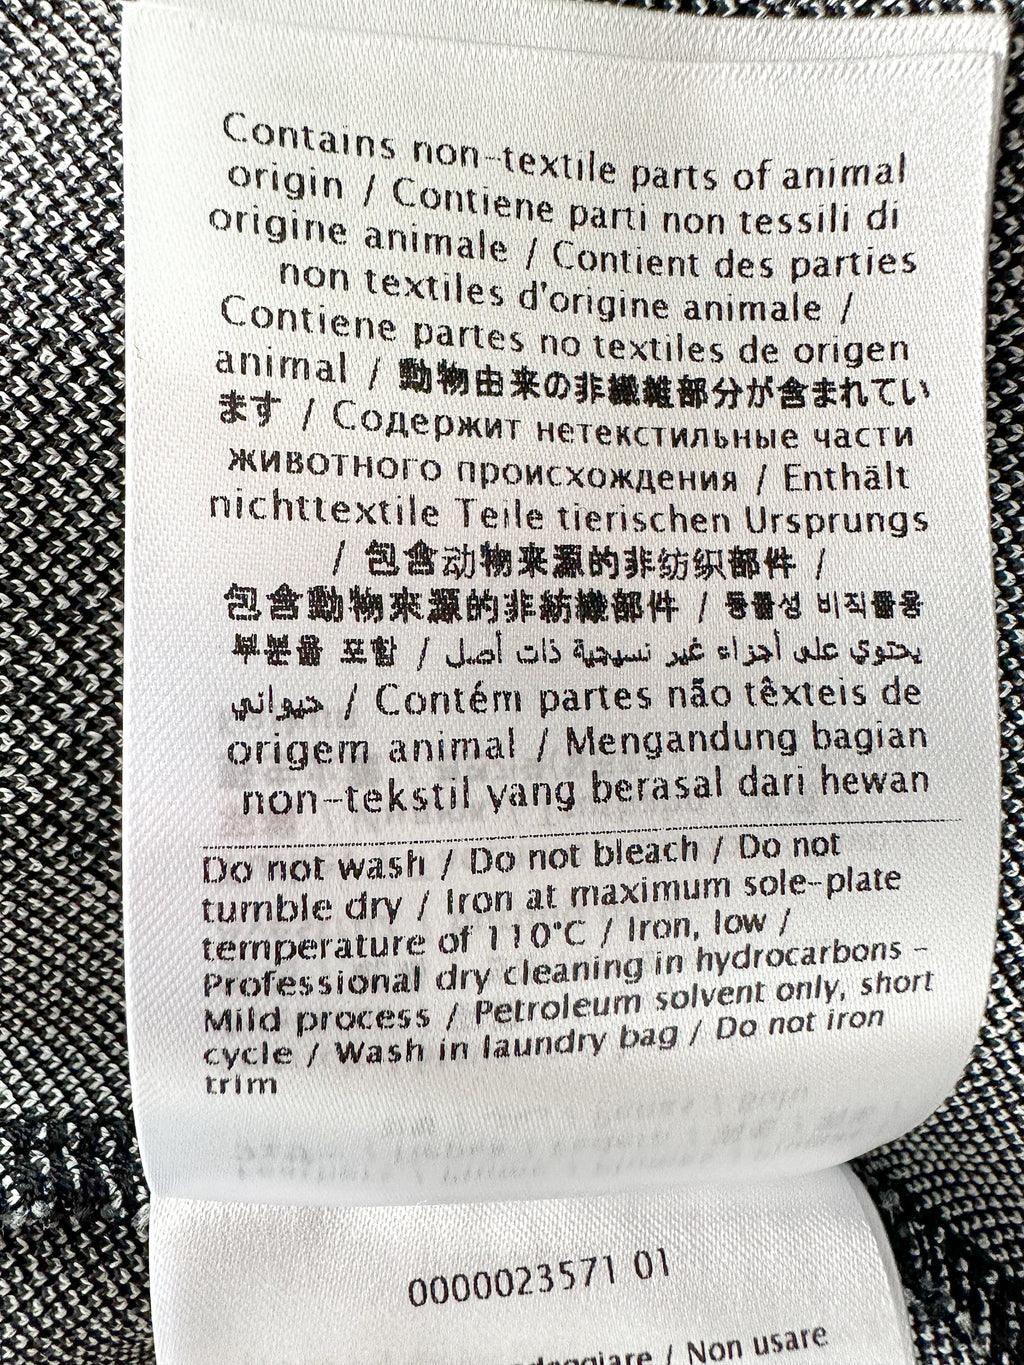 Contains non-textile parts of animal
origin / Contiene parti non tessili di
origine animale / Contient des parties
non textiles d'origine animale /
Contiene partes no textiles de origen
animal / 動物由来の非繊維部分が含まれてい
ます / Содержит нетекстильные части
животного происхождения / Enthält
nichttextile Teile tierischen Ursprungs
/ 包含动物来源的非纺织部件 /
包含動物來源的非紡織部件 / 동물성 비직물용
부분을 포함 / يحتوي على أجزاء غير نسيجية ذات أصل
حيواني / Contém partes não têxteis de
origem animal / Mengandung bagian
non-tekstil yang berasal dari hewan
Do not wash / Do not bleach / Do not
tumble dry / Iron at maximum sole-plate
temperature of 110°C / Iron, low /
Professional dry cleaning in hydrocarbons -
Mild process / Petroleum solvent only, short
cycle / Wash in laundry bag / Do not iron
trim
0000023571 01
/ Non usare